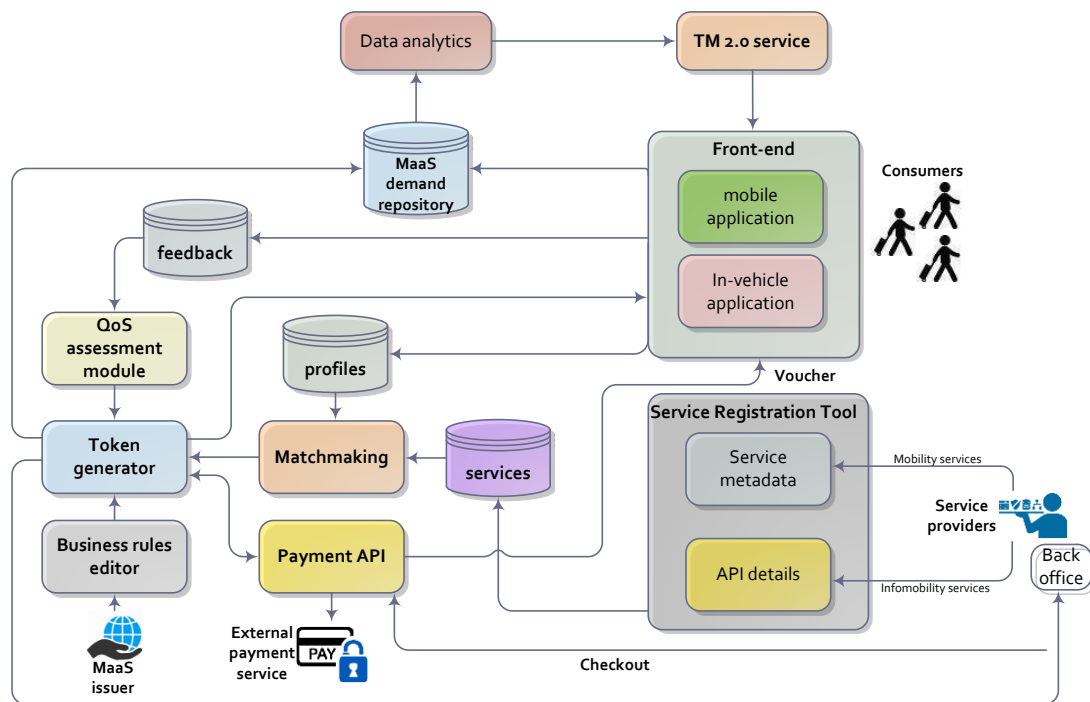 Data analytics
TM 2.0 service
MaaS
demand
repository
Front-end
mobile
application
In-vehicle
application
Consumers
feedback
QoS
assessment
module
profiles
Voucher
Token
generator
Matchmaking
services
Service Registration Tool
Service
metadata
API details
Mobility services
Service
providers
Infomobility services
Back
office
Business rules
editor
Payment API
MaaS
issuer
External
payment
service
PAY
Checkout